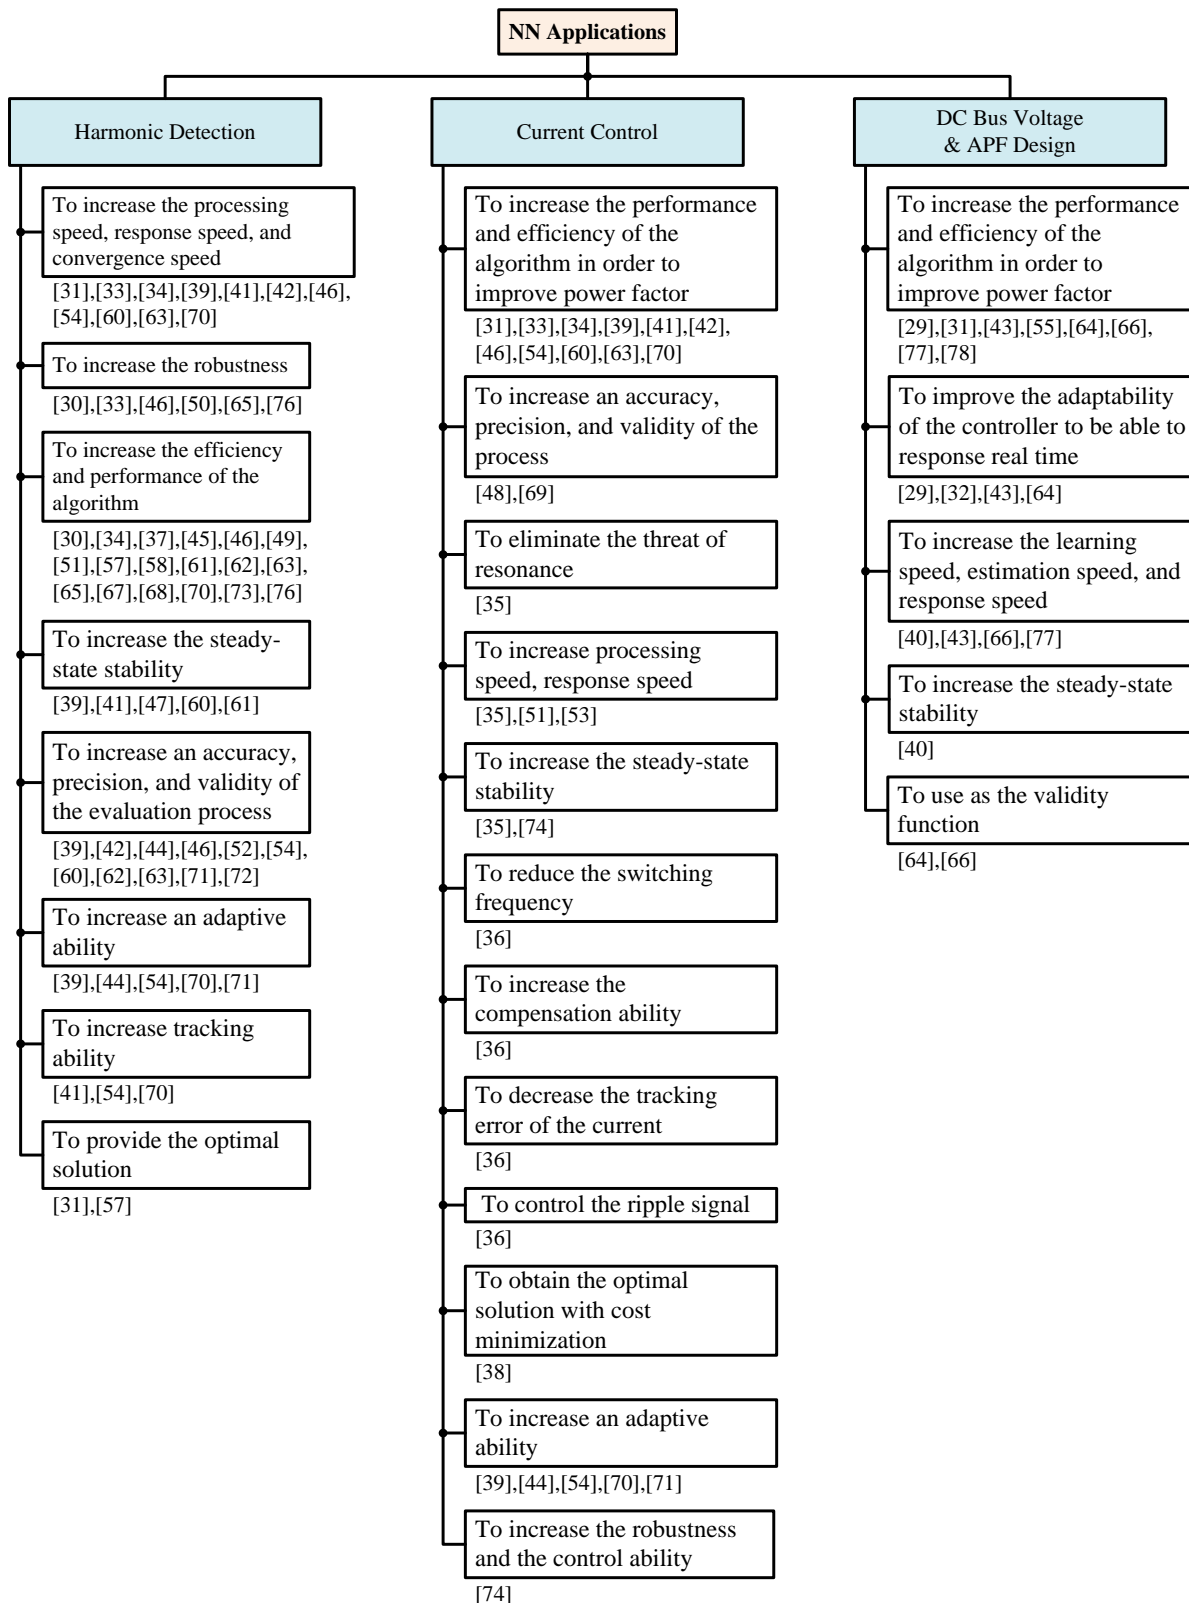 NN Applications
Harmonic Detection
To increase the processing
speed, response speed, and
convergence speed
[31],[33],[34],[39],[41],[42],[46],
[54],[60],[63],[70]
To increase the robustness
[30],[33],[46],[50],[65],[76]
To increase the efficiency
and performance of the
algorithm
[30],[34],[37],[45],[46],[49],
[51],[57],[58],[61],[62],[63],
[65],[67],[68],[70],[73],[76]
To increase the steady-
state stability
[39],[41],[47],[60],[61]
To increase an accuracy,
precision, and validity of
the evaluation process
[39],[42],[44],[46],[52],[54],
[60],[62],[63],[71],[72]
To increase an adaptive
ability
[39],[44],[54],[70],[71]
To increase tracking
ability
[41],[54],[70]
To provide the optimal
solution
[31],[57]
Current Control
To increase the performance
and efficiency of the
algorithm in order to
improve power factor
[31],[33],[34],[39],[41],[42],
[46],[54],[60],[63],[70]
To increase an accuracy,
precision, and validity of the
process
[48],[69]
To eliminate the threat of
resonance
[35]
To increase processing
speed, response speed
[35],[51],[53]
To increase the steady-state
stability
[35],[74]
To reduce the switching
frequency
[36]
To increase the
compensation ability
[36]
To decrease the tracking
error of the current
[36]
To control the ripple signal
[36]
To obtain the optimal
solution with cost
minimization
[38]
To increase an adaptive
ability
[39],[44],[54],[70],[71]
To increase the robustness
and the control ability
[74]
DC Bus Voltage
& APF Design
To increase the performance
and efficiency of the
algorithm in order to
improve power factor
[29],[31],[43],[55],[64],[66],
[77],[78]
To improve the adaptability
of the controller to be able to
response real time
[29],[32],[43],[64]
To increase the learning
speed, estimation speed, and
response speed
[40],[43],[66],[77]
To increase the steady-state
stability
[40]
To use as the validity
function
[64],[66]